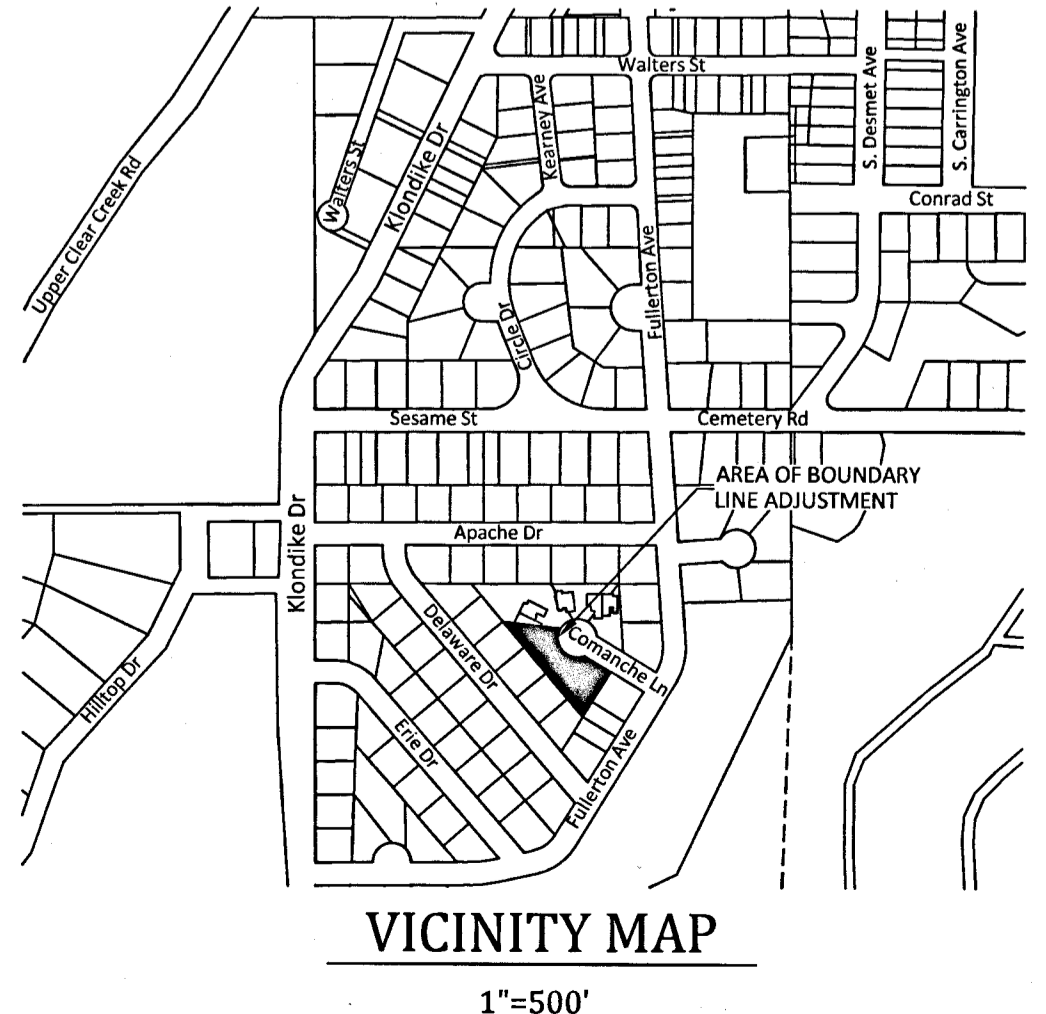 Walters St
S. Desmet Ave
S. Carrington Ave
Kearney Ave
Upper Clear Creek Rd
Walters St
Klondike Dr
Conrad St
Fullerton Ave
Circle Dr
Sesame St
Cemetery Rd
AREA OF BOUNDARY
LINE ADJUSTMENT
Klondike Dr
Apache Dr
Delaware Dr
Comanche Ln
Hilltop Dr
Erie Dr
Fullerton Ave
VICINITY MAP
1"=500'